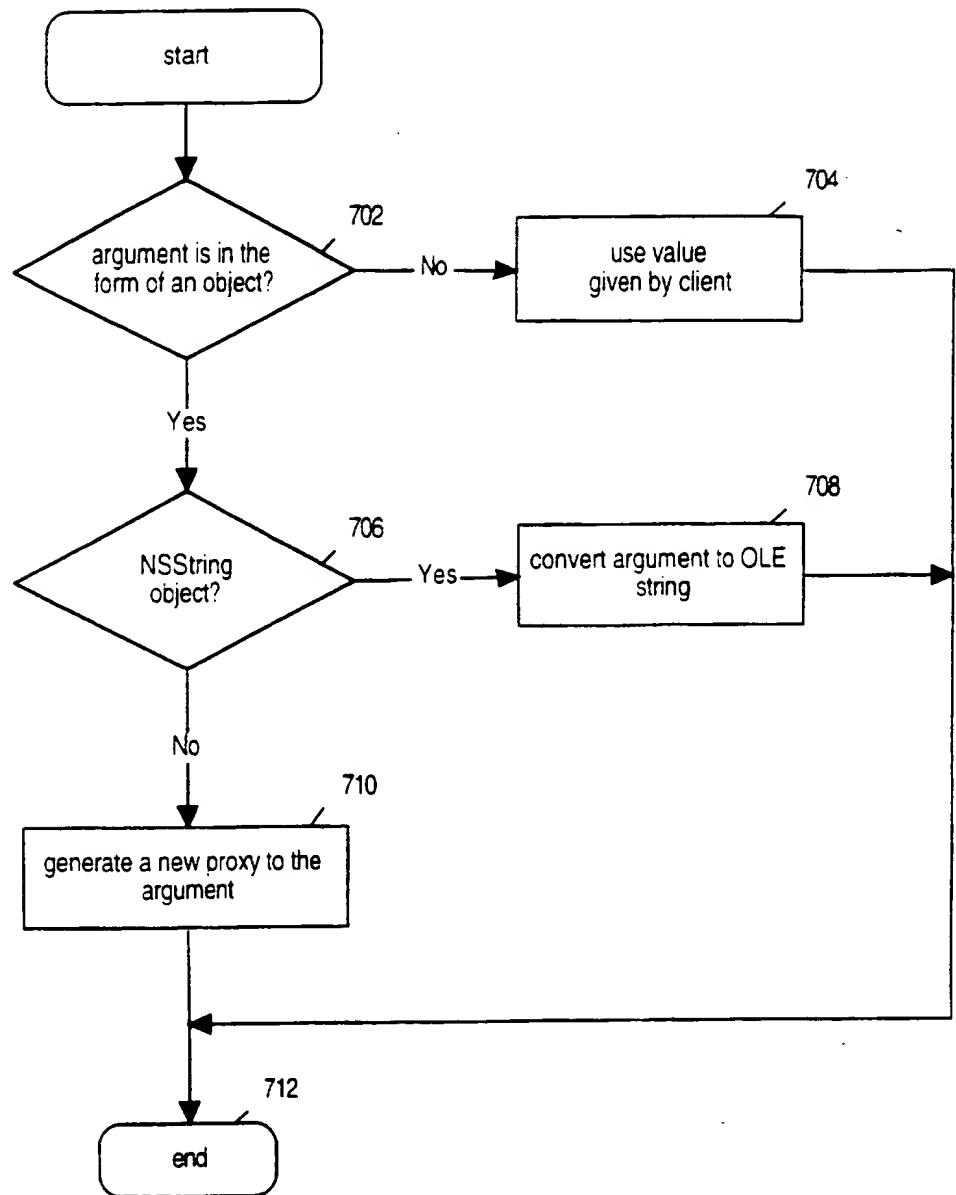 start
702
argument is in the
form of an object?
No
704
use value
given by client
Yes
706
NSString
object?
Yes
708
convert argument to OLE
string
No
710
generate a new proxy to the
argument
712
end